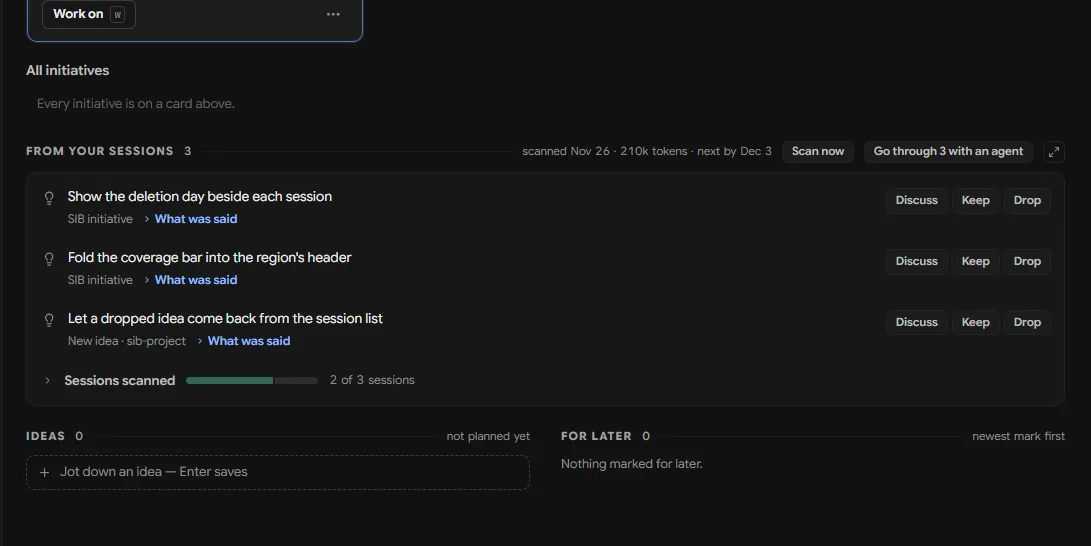 Work on W
All initiatives
Every initiative is on a card above.
FROM YOUR SESSIONS 3 scanned Nov 26 · 210k tokens · next by Dec 3 Scan now Go through 3 with an agent
Show the deletion day beside each session Discuss Keep Drop
SIB initiative › What was said
Fold the coverage bar into the region's header Discuss Keep Drop
SIB initiative › What was said
Let a dropped idea come back from the session list Discuss Keep Drop
New idea · sib-project › What was said
Sessions scanned 2 of 3 sessions
IDEAS 0 not planned yet
FOR LATER 0 newest mark first
+ Jot down an idea — Enter saves
Nothing marked for later.